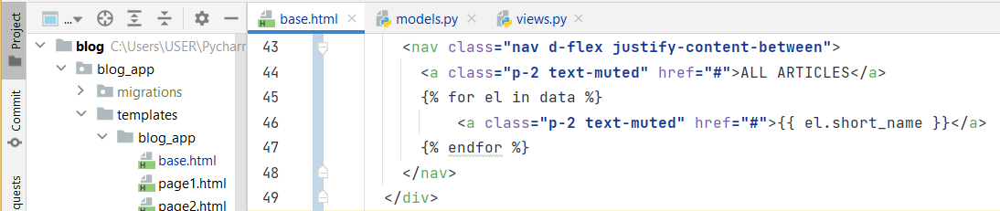 Project
Commit
quests
...
base.html
models.py
views.py
blog C:\Users\USER\Pycharm
blog_app
migrations
templates
blog_app
base.html
page1.html
page2.html
43 <nav class="nav d-flex justify-content-between">
44 <a class="p-2 text-muted" href="#">ALL ARTICLES</a>
45 {% for el in data %}
46 <a class="p-2 text-muted" href="#">{{ el.short_name }}</a>
47 {% endfor %}
48 </nav>
49 </div>